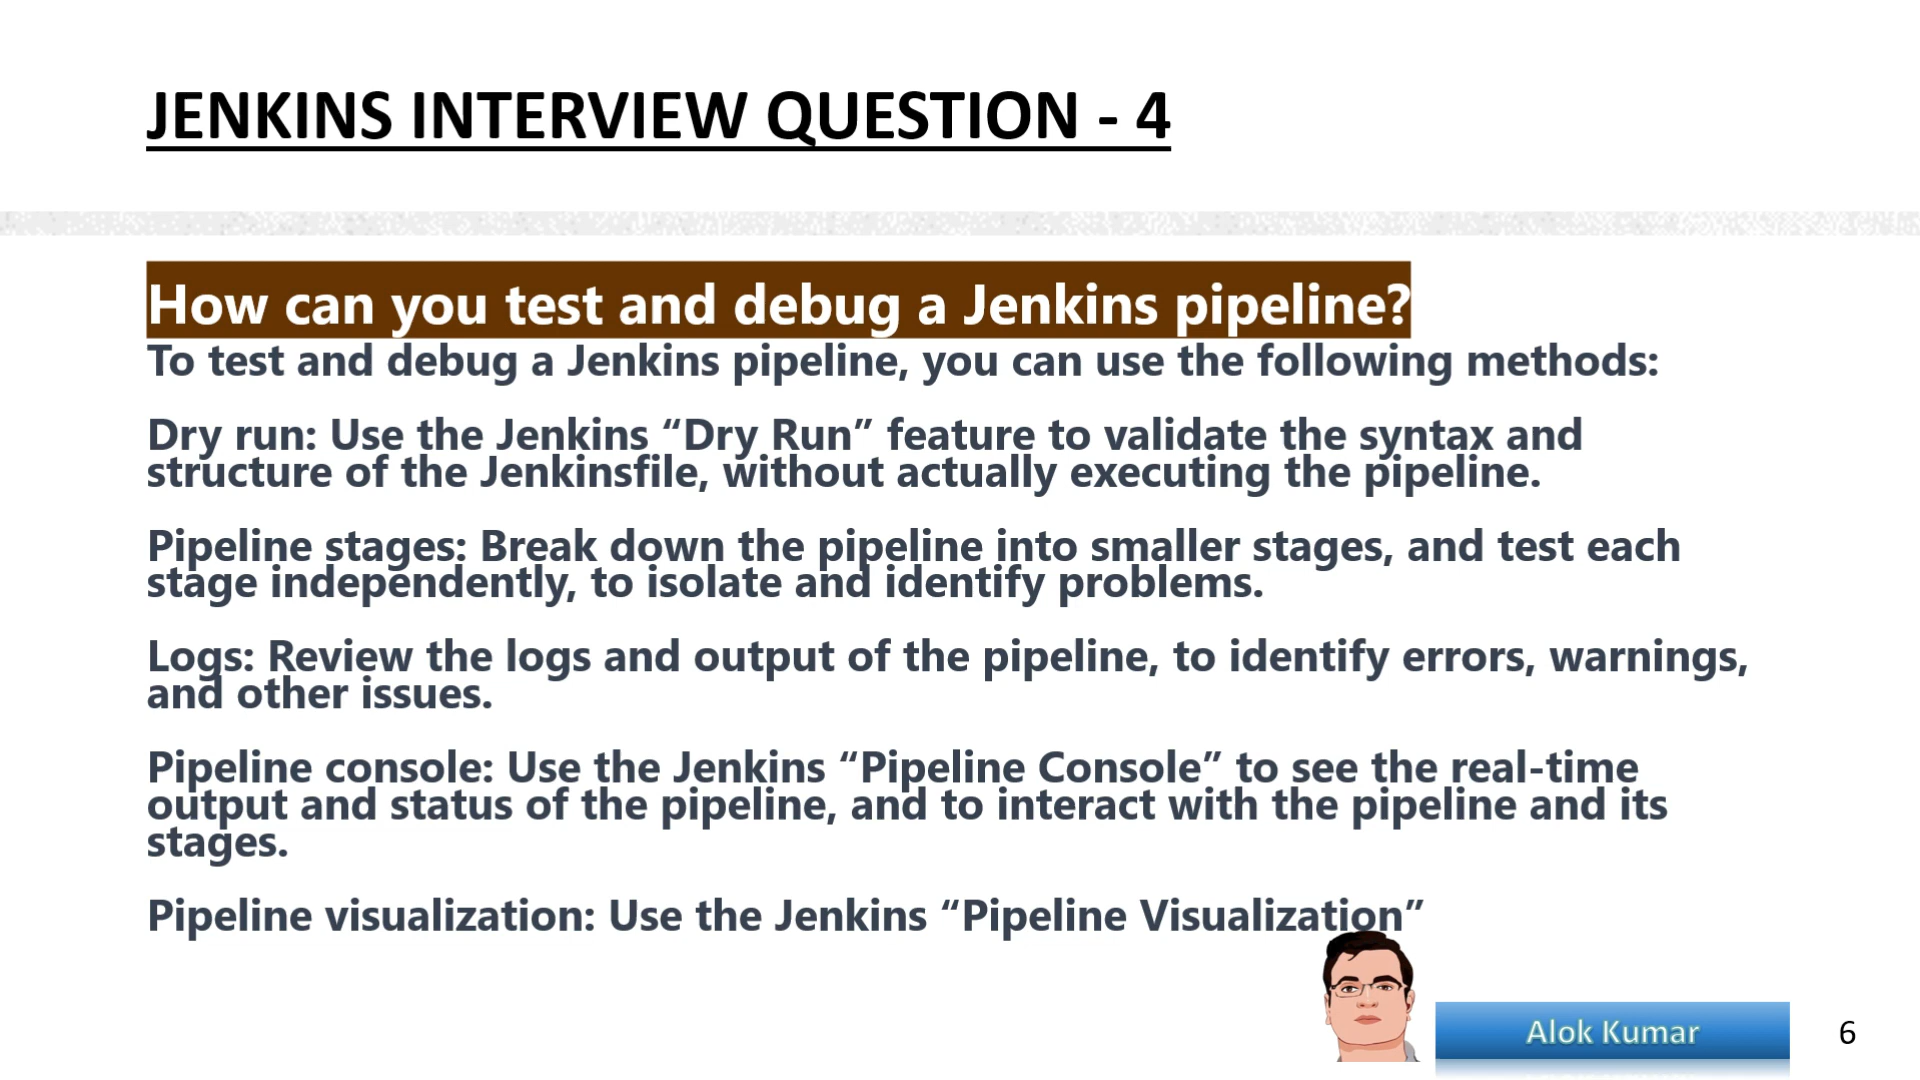 JENKINS INTERVIEW QUESTION - 4
How can you test and debug a Jenkins pipeline?
To test and debug a Jenkins pipeline, you can use the following methods:
Dry run: Use the Jenkins “Dry Run” feature to validate the syntax and
structure of the Jenkinsfile, without actually executing the pipeline.
Pipeline stages: Break down the pipeline into smaller stages, and test each
stage independently, to isolate and identify problems.
Logs: Review the logs and output of the pipeline, to identify errors, warnings,
and other issues.
Pipeline console: Use the Jenkins “Pipeline Console” to see the real-time
output and status of the pipeline, and to interact with the pipeline and its
stages.
Pipeline visualization: Use the Jenkins “Pipeline Visualization”
Alok Kumar
6